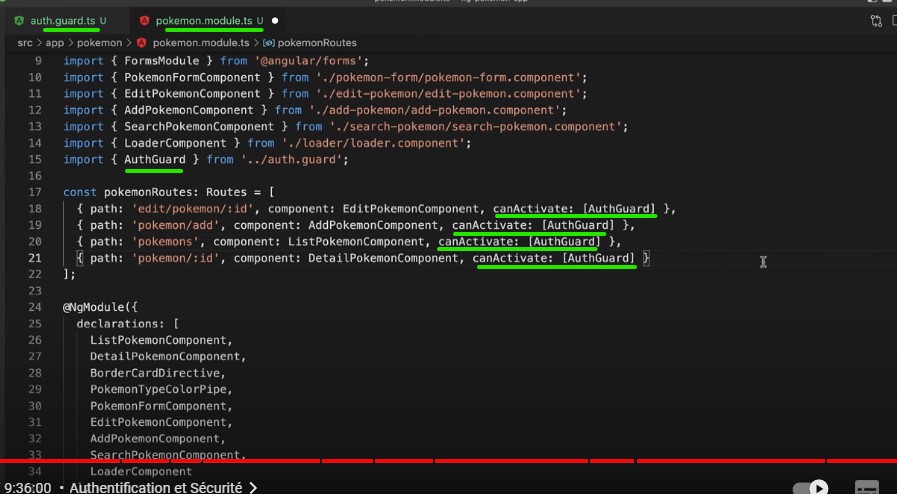 auth.guard.ts U pokemon.module.ts U
src > app > pokemon > pokemon.module.ts > pokemonRoutes
9 import { FormsModule } from '@angular/forms';
10 import { PokemonFormComponent } from './pokemon-form/pokemon-form.component';
11 import { EditPokemonComponent } from './edit-pokemon/edit-pokemon.component';
12 import { AddPokemonComponent } from './add-pokemon/add-pokemon.component';
13 import { SearchPokemonComponent } from './search-pokemon/search-pokemon.component';
14 import { LoaderComponent } from './loader/loader.component';
15 import { AuthGuard } from '../auth.guard';
16
17 const pokemonRoutes: Routes = [
18 { path: 'edit/pokemon/:id', component: EditPokemonComponent, canActivate: [AuthGuard] },
19 { path: 'pokemon/add', component: AddPokemonComponent, canActivate: [AuthGuard] },
20 { path: 'pokemons', component: ListPokemonComponent, canActivate: [AuthGuard] },
21 { path: 'pokemon/:id', component: DetailPokemonComponent, canActivate: [AuthGuard] }
22 ];
23
24 @NgModule({
25 declarations: [
26 ListPokemonComponent,
27 DetailPokemonComponent,
28 BorderCardDirective,
29 PokemonTypeColorPipe,
30 PokemonFormComponent,
31 EditPokemonComponent,
32 AddPokemonComponent,
33 SearchPokemonComponent,
34 LoaderComponent
9:36:00 • Authentification et Sécurité >